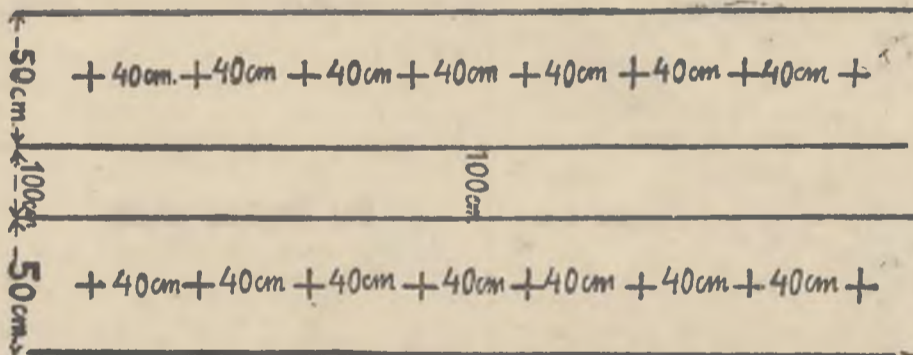 50cm.
+ 40cm. + 40cm + 40cm + 40cm + 40cm + 40cm + 40cm +
100cm
100cm
50cm
+ 40cm + 40cm + 40cm + 40cm + 40cm + 40cm + 40cm +